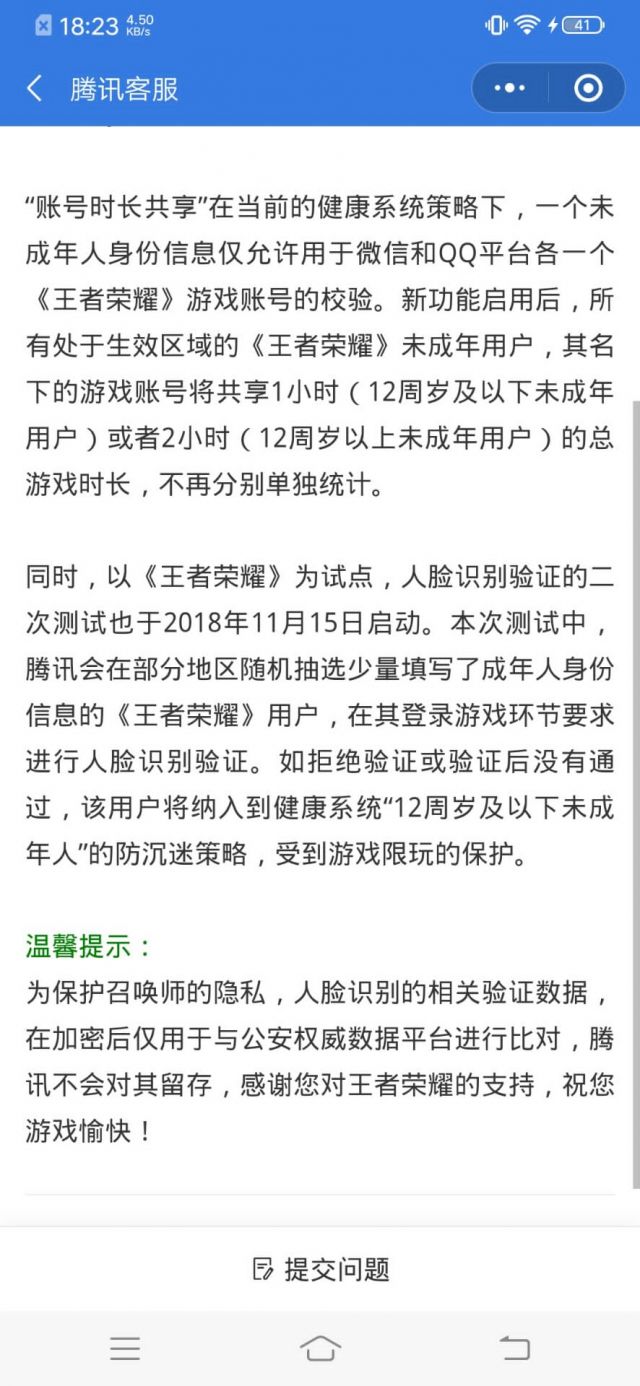 18:23 4.50 KB/s 41
腾讯客服
“账号时长共享”在当前的健康系统策略下，一个未
成年人身份信息仅允许用于微信和QQ平台各一个
《王者荣耀》游戏账号的校验。新功能启用后，所
有处于生效区域的《王者荣耀》未成年用户，其名
下的游戏账号将共享1小时（12周岁及以下未成年
用户）或者2小时（12周岁以上未成年用户）的总
游戏时长，不再分别单独统计。
同时，以《王者荣耀》为试点，人脸识别验证的二
次测试也于2018年11月15日启动。本次测试中，
腾讯会在部分地区随机抽选少量填写了成年人身份
信息的《王者荣耀》用户，在其登录游戏环节要求
进行人脸识别验证。如拒绝验证或验证后没有通
过，该用户将纳入到健康系统“12周岁及以下未成
年人”的防沉迷策略，受到游戏限玩的保护。
温馨提示：
为保护召唤师的隐私，人脸识别的相关验证数据，
在加密后仅用于与公安权威数据平台进行比对，腾
讯不会对其留存，感谢您对王者荣耀的支持，祝您
游戏愉快！
提交问题